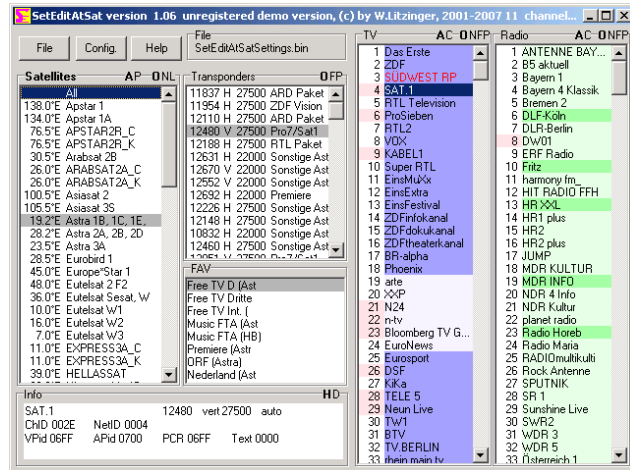 SetEditAtSat version 1.06 unregistered demo version, (c) by W.Litzinger, 2001-2007 11 channel...
File Config. Help
File
SetEditAtSatSettings.bin
Satellites AP ONL
All
138.0°E Apstar 1
134.0°E Apstar 1A
76.5°E APSTAR2R_C
76.5°E APSTAR2R_K
30.5°E Arabsat 2B
26.0°E ARABSAT2A_C
26.0°E ARABSAT2A_K
100.5°E Asiasat 2
105.5°E Asiasat 3S
19.2°E Astra 1B, 1C, 1E,
28.2°E Astra 2A, 2B, 2D
23.5°E Astra 3A
28.5°E Eurobird 1
45.0°E Europe*Star 1
48.0°E Eutelsat 2 F2
36.0°E Eutelsat Sesat, W
10.0°E Eutelsat W1
16.0°E Eutelsat W2
7.0°E Eutelsat W3
11.0°E EXPRESS3A_C
11.0°E EXPRESS3A_K
39.0°E HELLASSAT
Transponders OFP
11837 H 27500 ARD Paket
11954 H 27500 ZDF Vision
12110 H 27500 ARD Paket
12480 V 27500 Pro7/Sat1
12188 H 27500 RTL Paket
12631 H 22000 Sonstige Ast
12670 V 22000 Sonstige Ast
12552 V 22000 Sonstige Ast
12692 H 22000 Premiere
12226 H 27500 Sonstige Ast
12148 H 27500 Sonstige Ast
10832 H 22000 Sonstige Ast
12460 H 27500 Sonstige Ast
12051 V 27500 Pro7/Sat1
FAV
Free TV D (Ast
Free TV Dritte
Free TV Int. (
Music FTA (Ast
Music FTA (HB)
Premiere (Astr
ORF (Astra)
Nederland (Ast
TV AC ONFP
1 Das Erste
2 ZDF
3 SÜDWEST RP
4 SAT.1
5 RTL Television
6 ProSieben
7 RTL2
8 VOX
9 KABEL1
10 Super RTL
11 EinsMuXx
12 EinsExtra
13 EinsFestival
14 ZDFinfokanal
15 ZDFdokukanal
16 ZDFtheaterkanal
17 BR-alpha
18 Phoenix
19 arte
20 XXP
21 N24
22 n-tv
23 Bloomberg TV G...
24 EuroNews
25 Eurosport
26 DSF
27 KiKa
28 TELE 5
29 Neun Live
30 TW1
31 BTV
32 TV.BERLIN
33 rhein main tv
Radio AC ONFP
1 ANTENNE BAY...
2 B5 aktuell
3 Bayern 1
4 Bayern 4 Klassik
5 Bremen 2
6 DLF-Köln
7 DLR-Berlin
8 DW01
9 ERF Radio
10 Fritz
11 harmony fm_
12 HIT RADIO FFH
13 HR XXL
14 HR1 plus
15 HR2
16 HR2 plus
17 JUMP
18 MDR KULTUR
19 MDR INFO
20 NDR 4 Info
21 NDR Kultur
22 planet radio
23 Radio Horeb
24 Radio Maria
25 RADIOmultikulti
26 Rock Antenne
27 SPUTNIK
28 SR 1
29 Sunshine Live
30 SWR2
31 WDR 3
32 WDR 5
33 Österreich 1
Info HD
SAT.1 12480 vert 27500 auto
ChID 002E NetID 0004
VPid 06FF APid 0700 PCR 06FF Text 0000